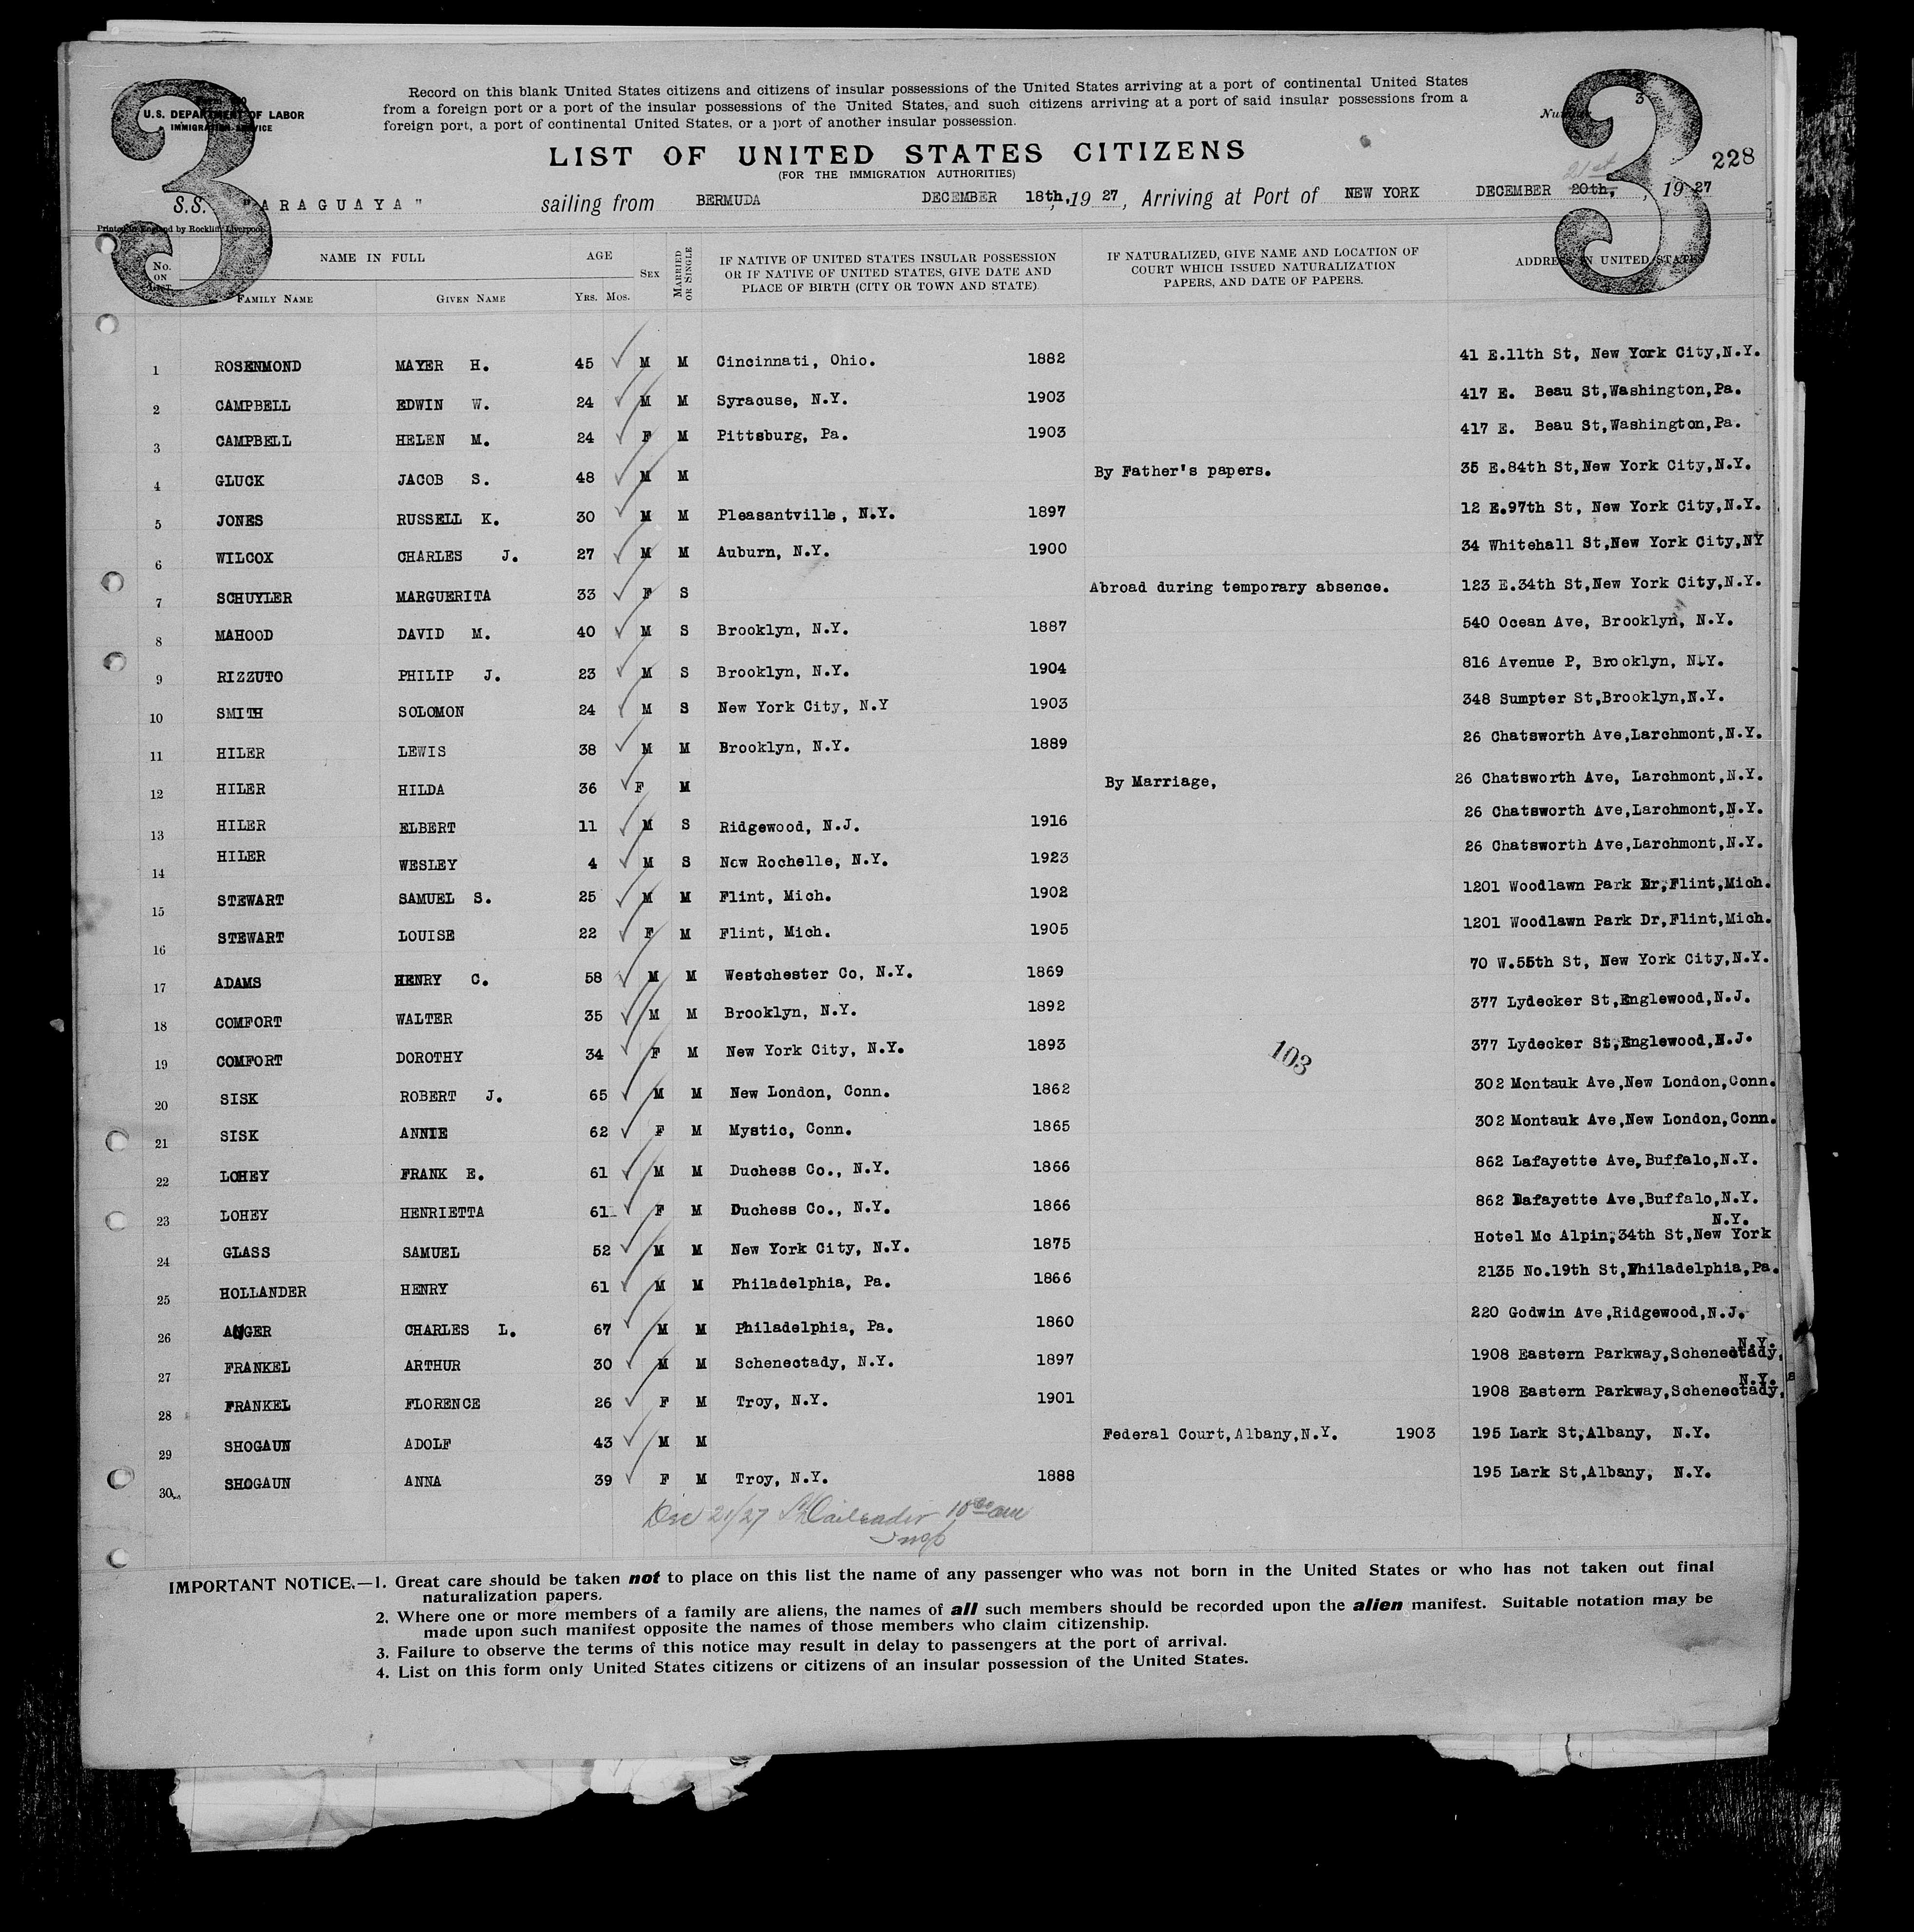 3
3
U.S. DEPARTMENT OF LABOR
IMMIGRATION SERVICE
Record on this blank United States citizens and citizens of insular possessions of the United States arriving at a port of continental United States
from a foreign port or a port of the insular possessions of the United States, and such citizens arriving at a port of said insular possessions from a
foreign port, a port of continental United States, or a port of another insular possession.
3
228
LIST OF UNITED STATES CITIZENS
(FOR THE IMMIGRATION AUTHORITIES)
21st
S.S. "ARAGUAYA" sailing from BERMUDA DECEMBER 18th, 1927, Arriving at Port of NEW YORK DECEMBER 20th, 1927
Printed in England by Rockliff Liverpool
No. ON LIST NAME IN FULL AGE SEX MARRIED OR SINGLE IF NATIVE OF UNITED STATES INSULAR POSSESSION OR IF NATIVE OF UNITED STATES, GIVE DATE AND PLACE OF BIRTH (CITY OR TOWN AND STATE) IF NATURALIZED, GIVE NAME AND LOCATION OF COURT WHICH ISSUED NATURALIZATION PAPERS, AND DATE OF PAPERS. ADDRESS IN UNITED STATES
FAMILY NAME GIVEN NAME YRS. MOS.
1 ROSENMOND MAYER H. 45 M M Cincinnati, Ohio. 1882 41 E.11th St, New York City,N.Y.
2 CAMPBELL EDWIN W. 24 M M Syracuse, N.Y. 1903 417 E. Beau St,Washington,Pa.
3 CAMPBELL HELEN M. 24 F M Pittsburg, Pa. 1903 417 E. Beau St,Washington,Pa.
4 GLUCK JACOB S. 48 M M By Father's papers. 35 E.84th St,New York City,N.Y.
5 JONES RUSSELL K. 30 M M Pleasantville, N.Y. 1897 12 E.97th St, New York City,N.Y.
6 WILCOX CHARLES J. 27 M M Auburn, N.Y. 1900 34 Whitehall St,New York City,NY
7 SCHUYLER MARGUERITA 33 F S Abroad during temporary absence. 123 E.34th St,New York City,N.Y.
8 MAHOOD DAVID M. 40 M S Brooklyn, N.Y. 1887 540 Ocean Ave, Brooklyn, N.Y.
9 RIZZUTO PHILIP J. 23 M S Brooklyn, N.Y. 1904 816 Avenue P, Brooklyn, N.Y.
10 SMITH SOLOMON 24 M S New York City, N.Y 1903 348 Sumpter St,Brooklyn,N.Y.
11 HILER LEWIS 38 M M Brooklyn, N.Y. 1889 26 Chatsworth Ave,Larchmont,N.Y.
12 HILER HILDA 36 F M By Marriage, 26 Chatsworth Ave, Larchmont,N.Y.
13 HILER ELBERT 11 M S Ridgewood, N.J. 1916 26 Chatsworth Ave,Larchmont,N.Y.
14 HILER WESLEY 4 M S New Rochelle, N.Y. 1923 26 Chatsworth Ave,Larchmont,N.Y.
15 STEWART SAMUEL S. 25 M M Flint, Mich. 1902 1201 Woodlawn Park Dr,Flint,Mich.
16 STEWART LOUISE 22 F M Flint, Mich. 1905 1201 Woodlawn Park Dr,Flint,Mich.
17 ADAMS HENRY C. 58 M M Westchester Co, N.Y. 1869 70 W.55th St, New York City,N.Y.
18 COMFORT WALTER 35 M M Brooklyn, N.Y. 1892 377 Lydecker St,Englewood,N.J.
19 COMFORT DOROTHY 34 F M New York City, N.Y. 1893 103 377 Lydecker St,Englewood,N.J.
20 SISK ROBERT J. 65 M M New London, Conn. 1862 302 Montauk Ave,New London,Conn.
21 SISK ANNIE 62 F M Mystic, Conn. 1865 302 Montauk Ave,New London,Conn.
22 LOHEY FRANK E. 61 M M Duchess Co., N.Y. 1866 862 Lafayette Ave,Buffalo,N.Y.
23 LOHEY HENRIETTA 61 F M Duchess Co., N.Y. 1866 862 Lafayette Ave,Buffalo,N.Y.
N.Y.
24 GLASS SAMUEL 52 M M New York City, N.Y. 1875 Hotel Mc Alpin,34th St,New York
25 HOLLANDER HENRY 61 M M Philadelphia, Pa. 1866 2135 No.19th St,Philadelphia,Pa.
26 AUGER CHARLES L. 67 M M Philadelphia, Pa. 1860 220 Godwin Ave,Ridgewood,N.J.
N.Y.
27 FRANKEL ARTHUR 30 M M Schenectady, N.Y. 1897 1908 Eastern Parkway,Schenectady,
N.Y.
28 FRANKEL FLORENCE 26 F M Troy, N.Y. 1901 1908 Eastern Parkway,Schenectady,
29 SHOGAUN ADOLF 43 M M Federal Court,Albany,N.Y. 1903 195 Lark St,Albany, N.Y.
30 SHOGAUN ANNA 39 F M Troy, N.Y. 1888 195 Lark St,Albany, N.Y.
Dec 21/27 10 00 am
Insp
IMPORTANT NOTICE.—1. Great care should be taken not to place on this list the name of any passenger who was not born in the United States or who has not taken out final
naturalization papers.
2. Where one or more members of a family are aliens, the names of all such members should be recorded upon the alien manifest. Suitable notation may be
made upon such manifest opposite the names of those members who claim citizenship.
3. Failure to observe the terms of this notice may result in delay to passengers at the port of arrival.
4. List on this form only United States citizens or citizens of an insular possession of the United States.